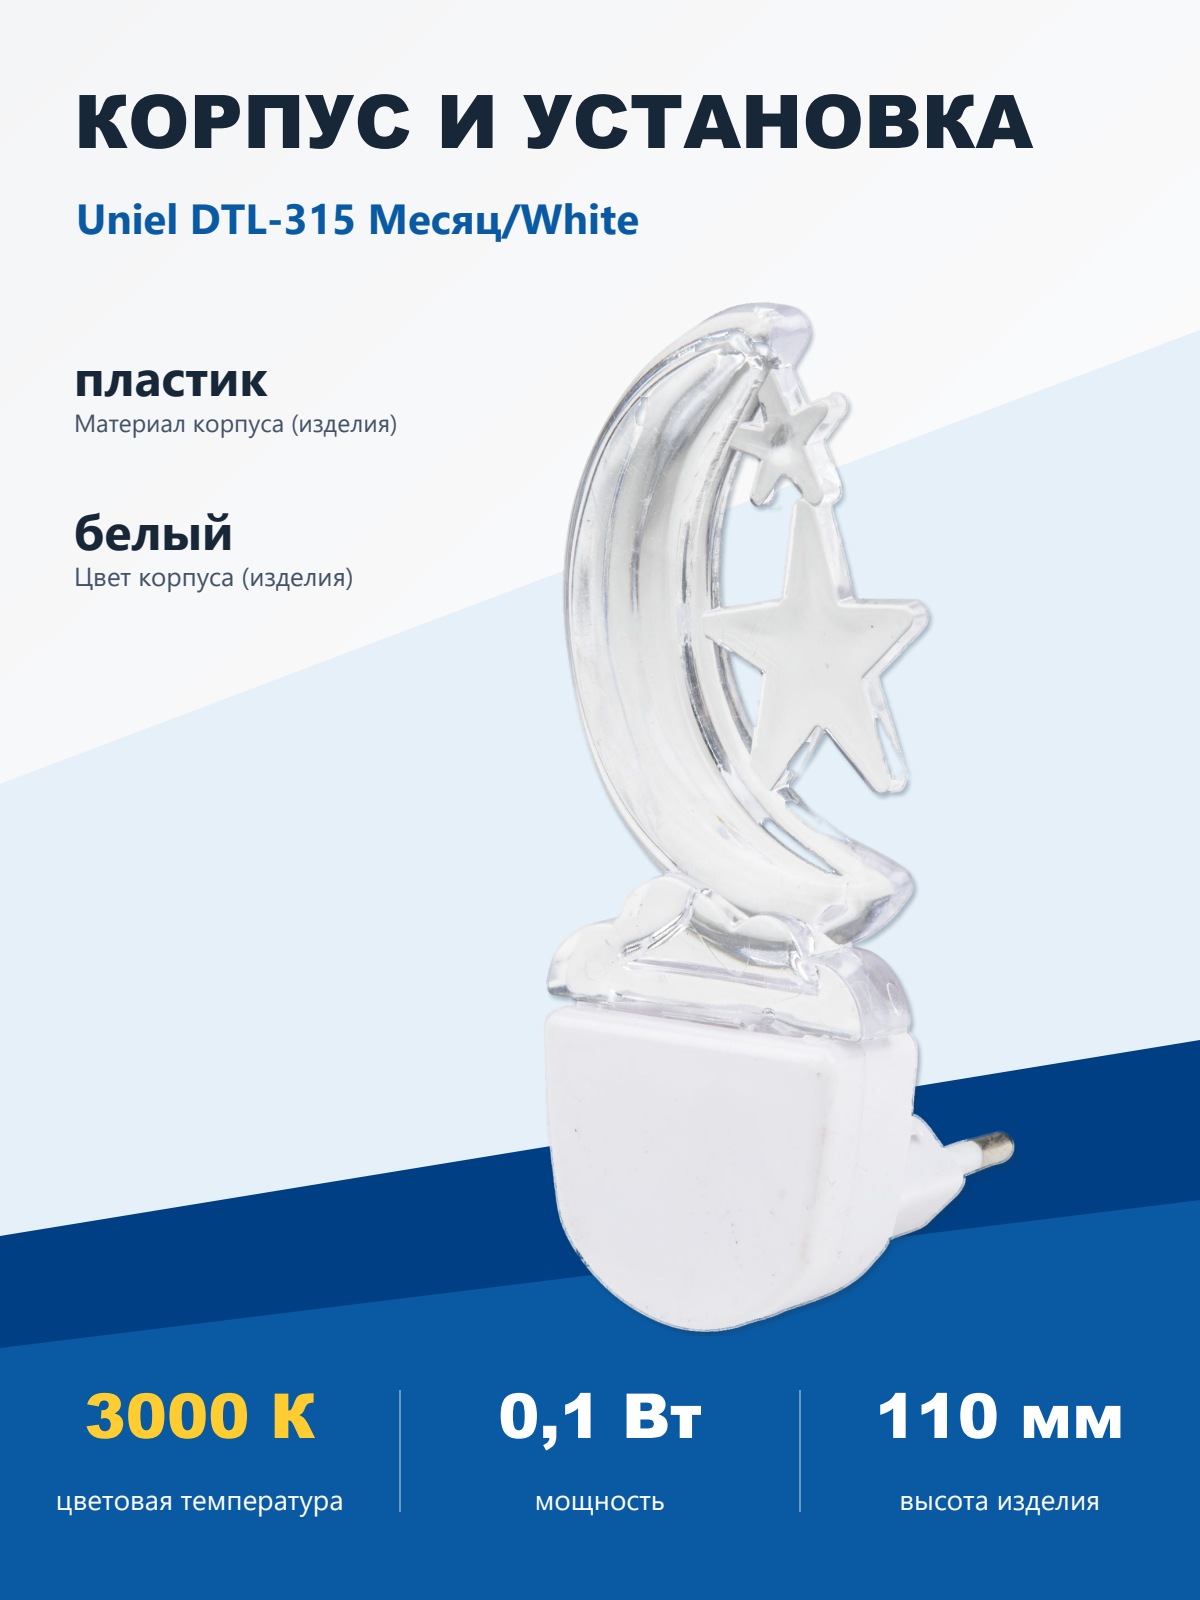 КОРПУС И УСТАНОВКА
Uniel DTL-315 Месяц/White
пластик
Материал корпуса (изделия)
белый
Цвет корпуса (изделия)
3000 К
цветовая температура
0,1 Вт
мощность
110 мм
высота изделия